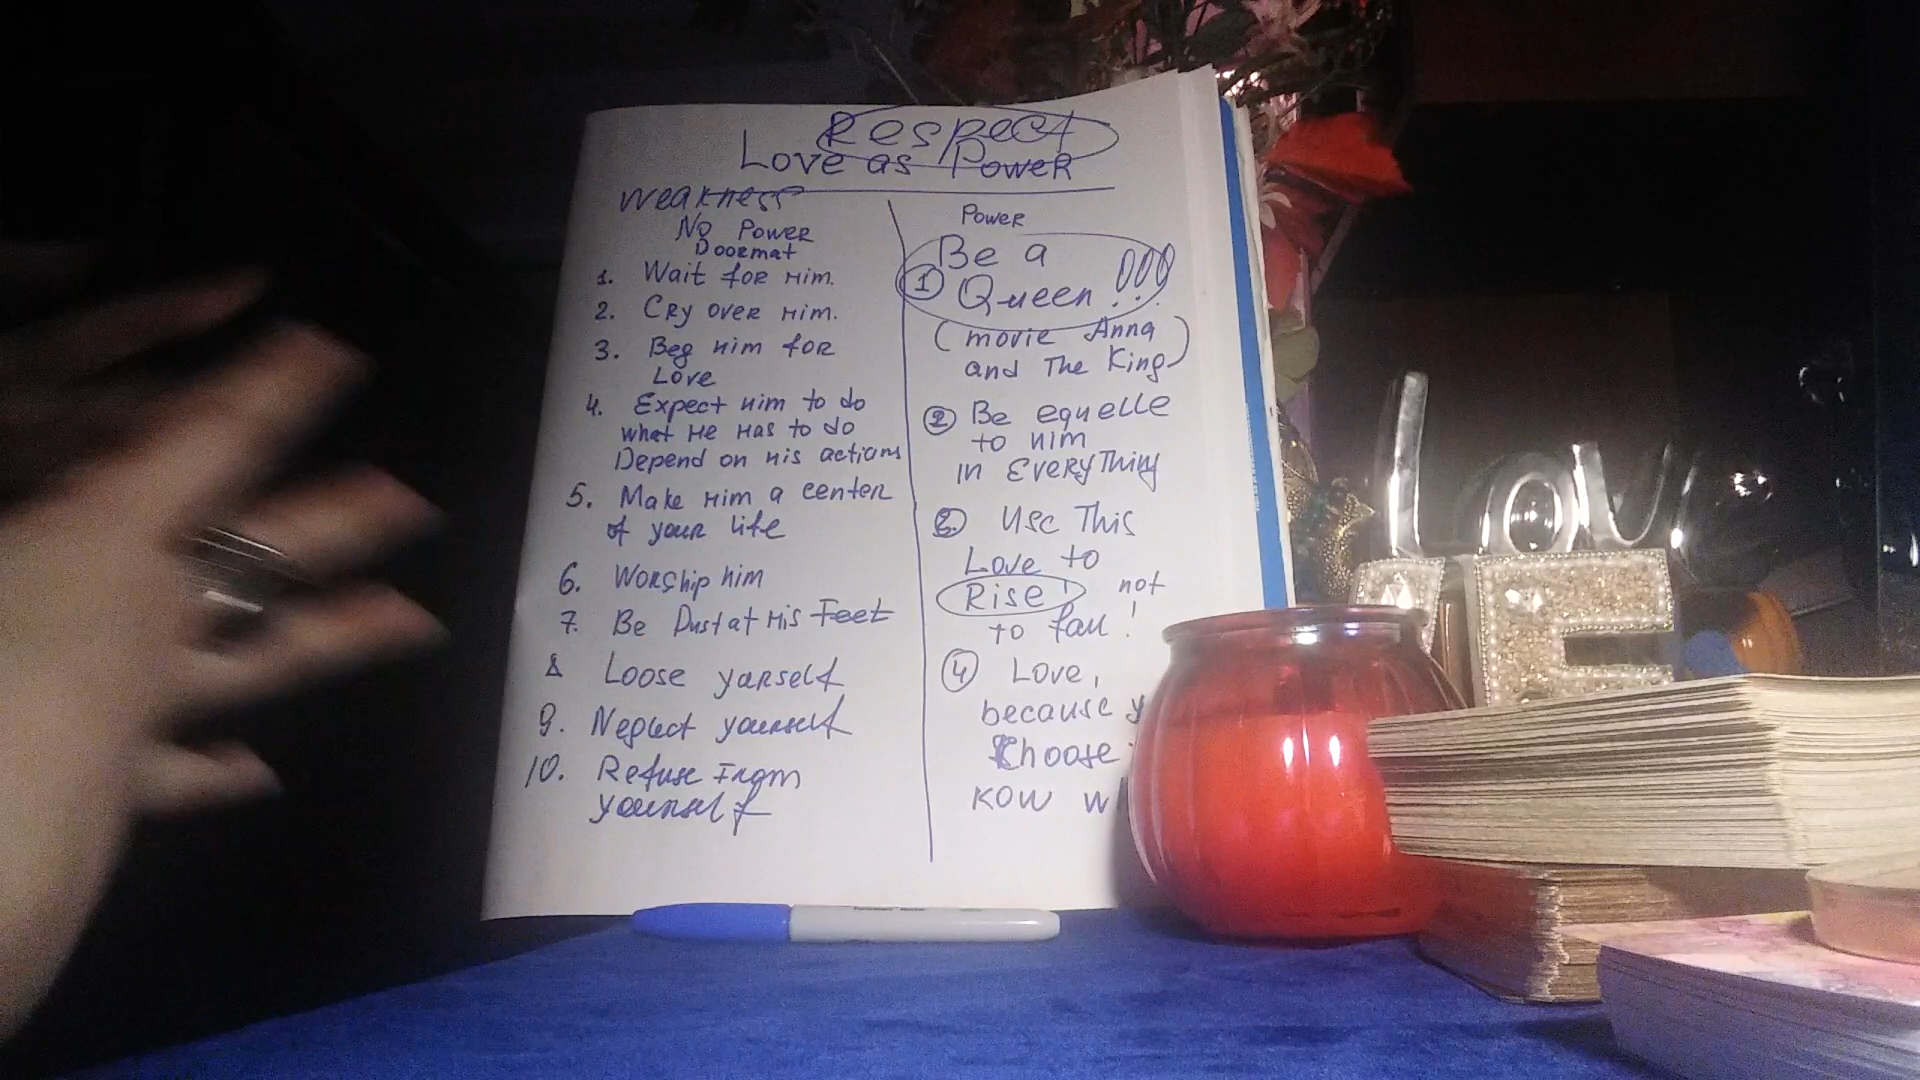 Respect
Love as Power
Weakness
No Power
Doormat
1. Wait for Him.
2. Cry over Him.
3. Beg him for
Love
4. Expect him to do
what He Has to do
Depend on his actions
5. Make Him a center
of your life
6. Worship him
7. Be Dust at His Feet
8 Loose yourself
9. Neglect yourself
10. Refuse From
yourself
Power
Be a
1 Queen!!!
(movie Anna
and The King)
2 Be equelle
to him
in EveryThing
3. Use This
Love to
Rise! not
to fall!
4 Love,
because y
Choose
KOW W
LOV
E